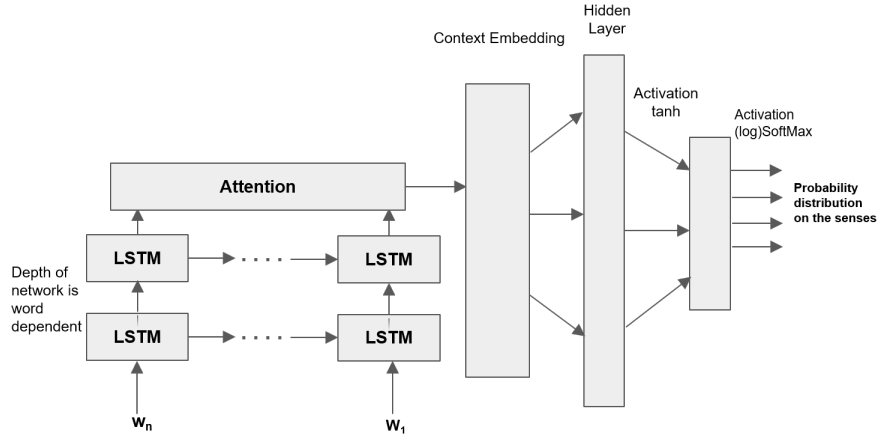 Hidden
Layer
Context Embedding
Activation
tanh
Activation
(log)SoftMax
Attention
Probability
distribution
on the senses
LSTM
. . . .
LSTM
Depth of
network is
word
dependent
LSTM
. . . .
LSTM
wₙ
w₁